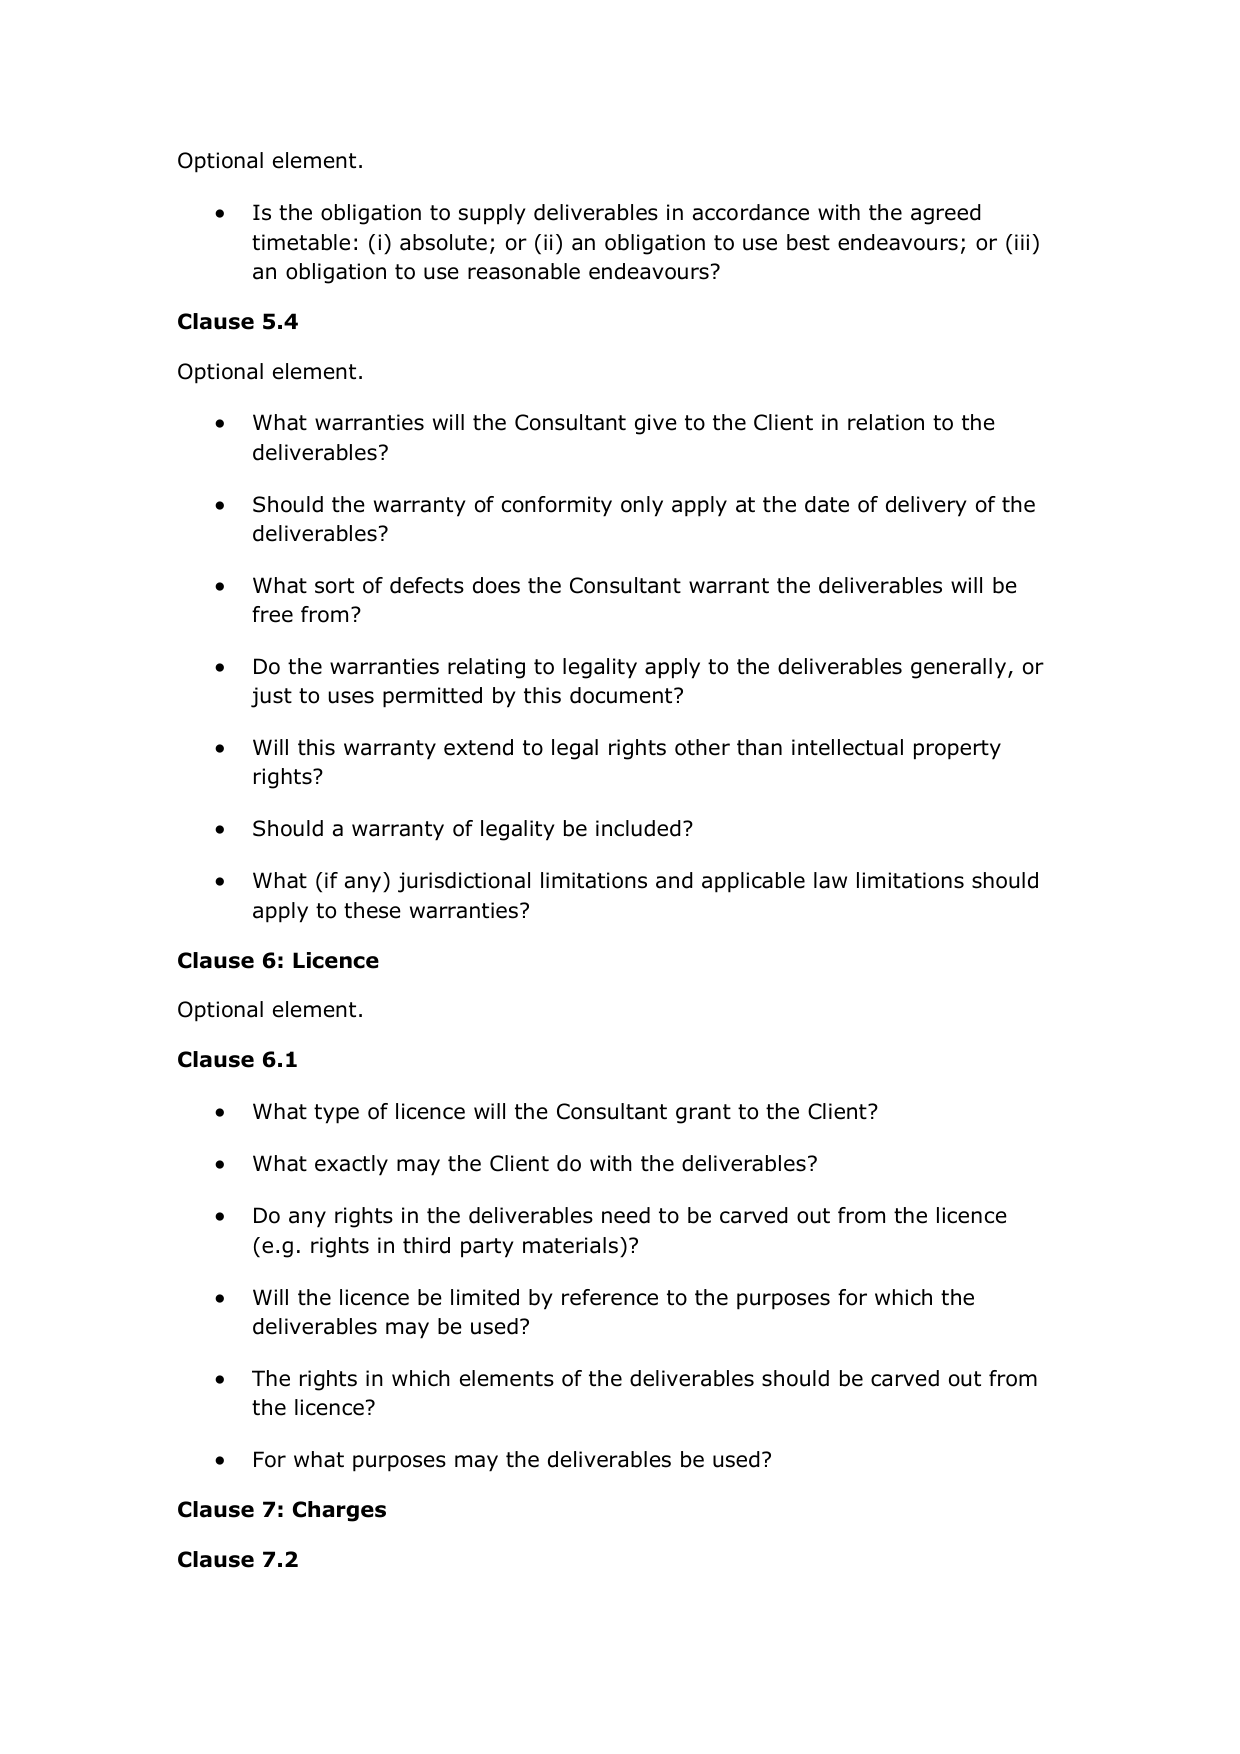 Optional element.
• Is the obligation to supply deliverables in accordance with the agreed
timetable: (i) absolute; or (ii) an obligation to use best endeavours; or (iii)
an obligation to use reasonable endeavours?
Clause 5.4
Optional element.
• What warranties will the Consultant give to the Client in relation to the
deliverables?
• Should the warranty of conformity only apply at the date of delivery of the
deliverables?
• What sort of defects does the Consultant warrant the deliverables will be
free from?
• Do the warranties relating to legality apply to the deliverables generally, or
just to uses permitted by this document?
• Will this warranty extend to legal rights other than intellectual property
rights?
• Should a warranty of legality be included?
• What (if any) jurisdictional limitations and applicable law limitations should
apply to these warranties?
Clause 6: Licence
Optional element.
Clause 6.1
• What type of licence will the Consultant grant to the Client?
• What exactly may the Client do with the deliverables?
• Do any rights in the deliverables need to be carved out from the licence
(e.g. rights in third party materials)?
• Will the licence be limited by reference to the purposes for which the
deliverables may be used?
• The rights in which elements of the deliverables should be carved out from
the licence?
• For what purposes may the deliverables be used?
Clause 7: Charges
Clause 7.2